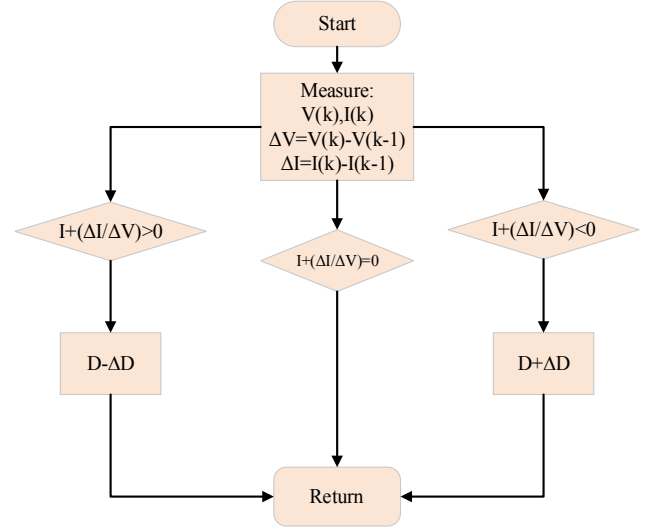 Start
Measure:
V(k),I(k)
ΔV=V(k)-V(k-1)
ΔI=I(k)-I(k-1)
I+(ΔI/ΔV)>0
I+(ΔI/ΔV)=0
I+(ΔI/ΔV)<0
D-ΔD
D+ΔD
Return